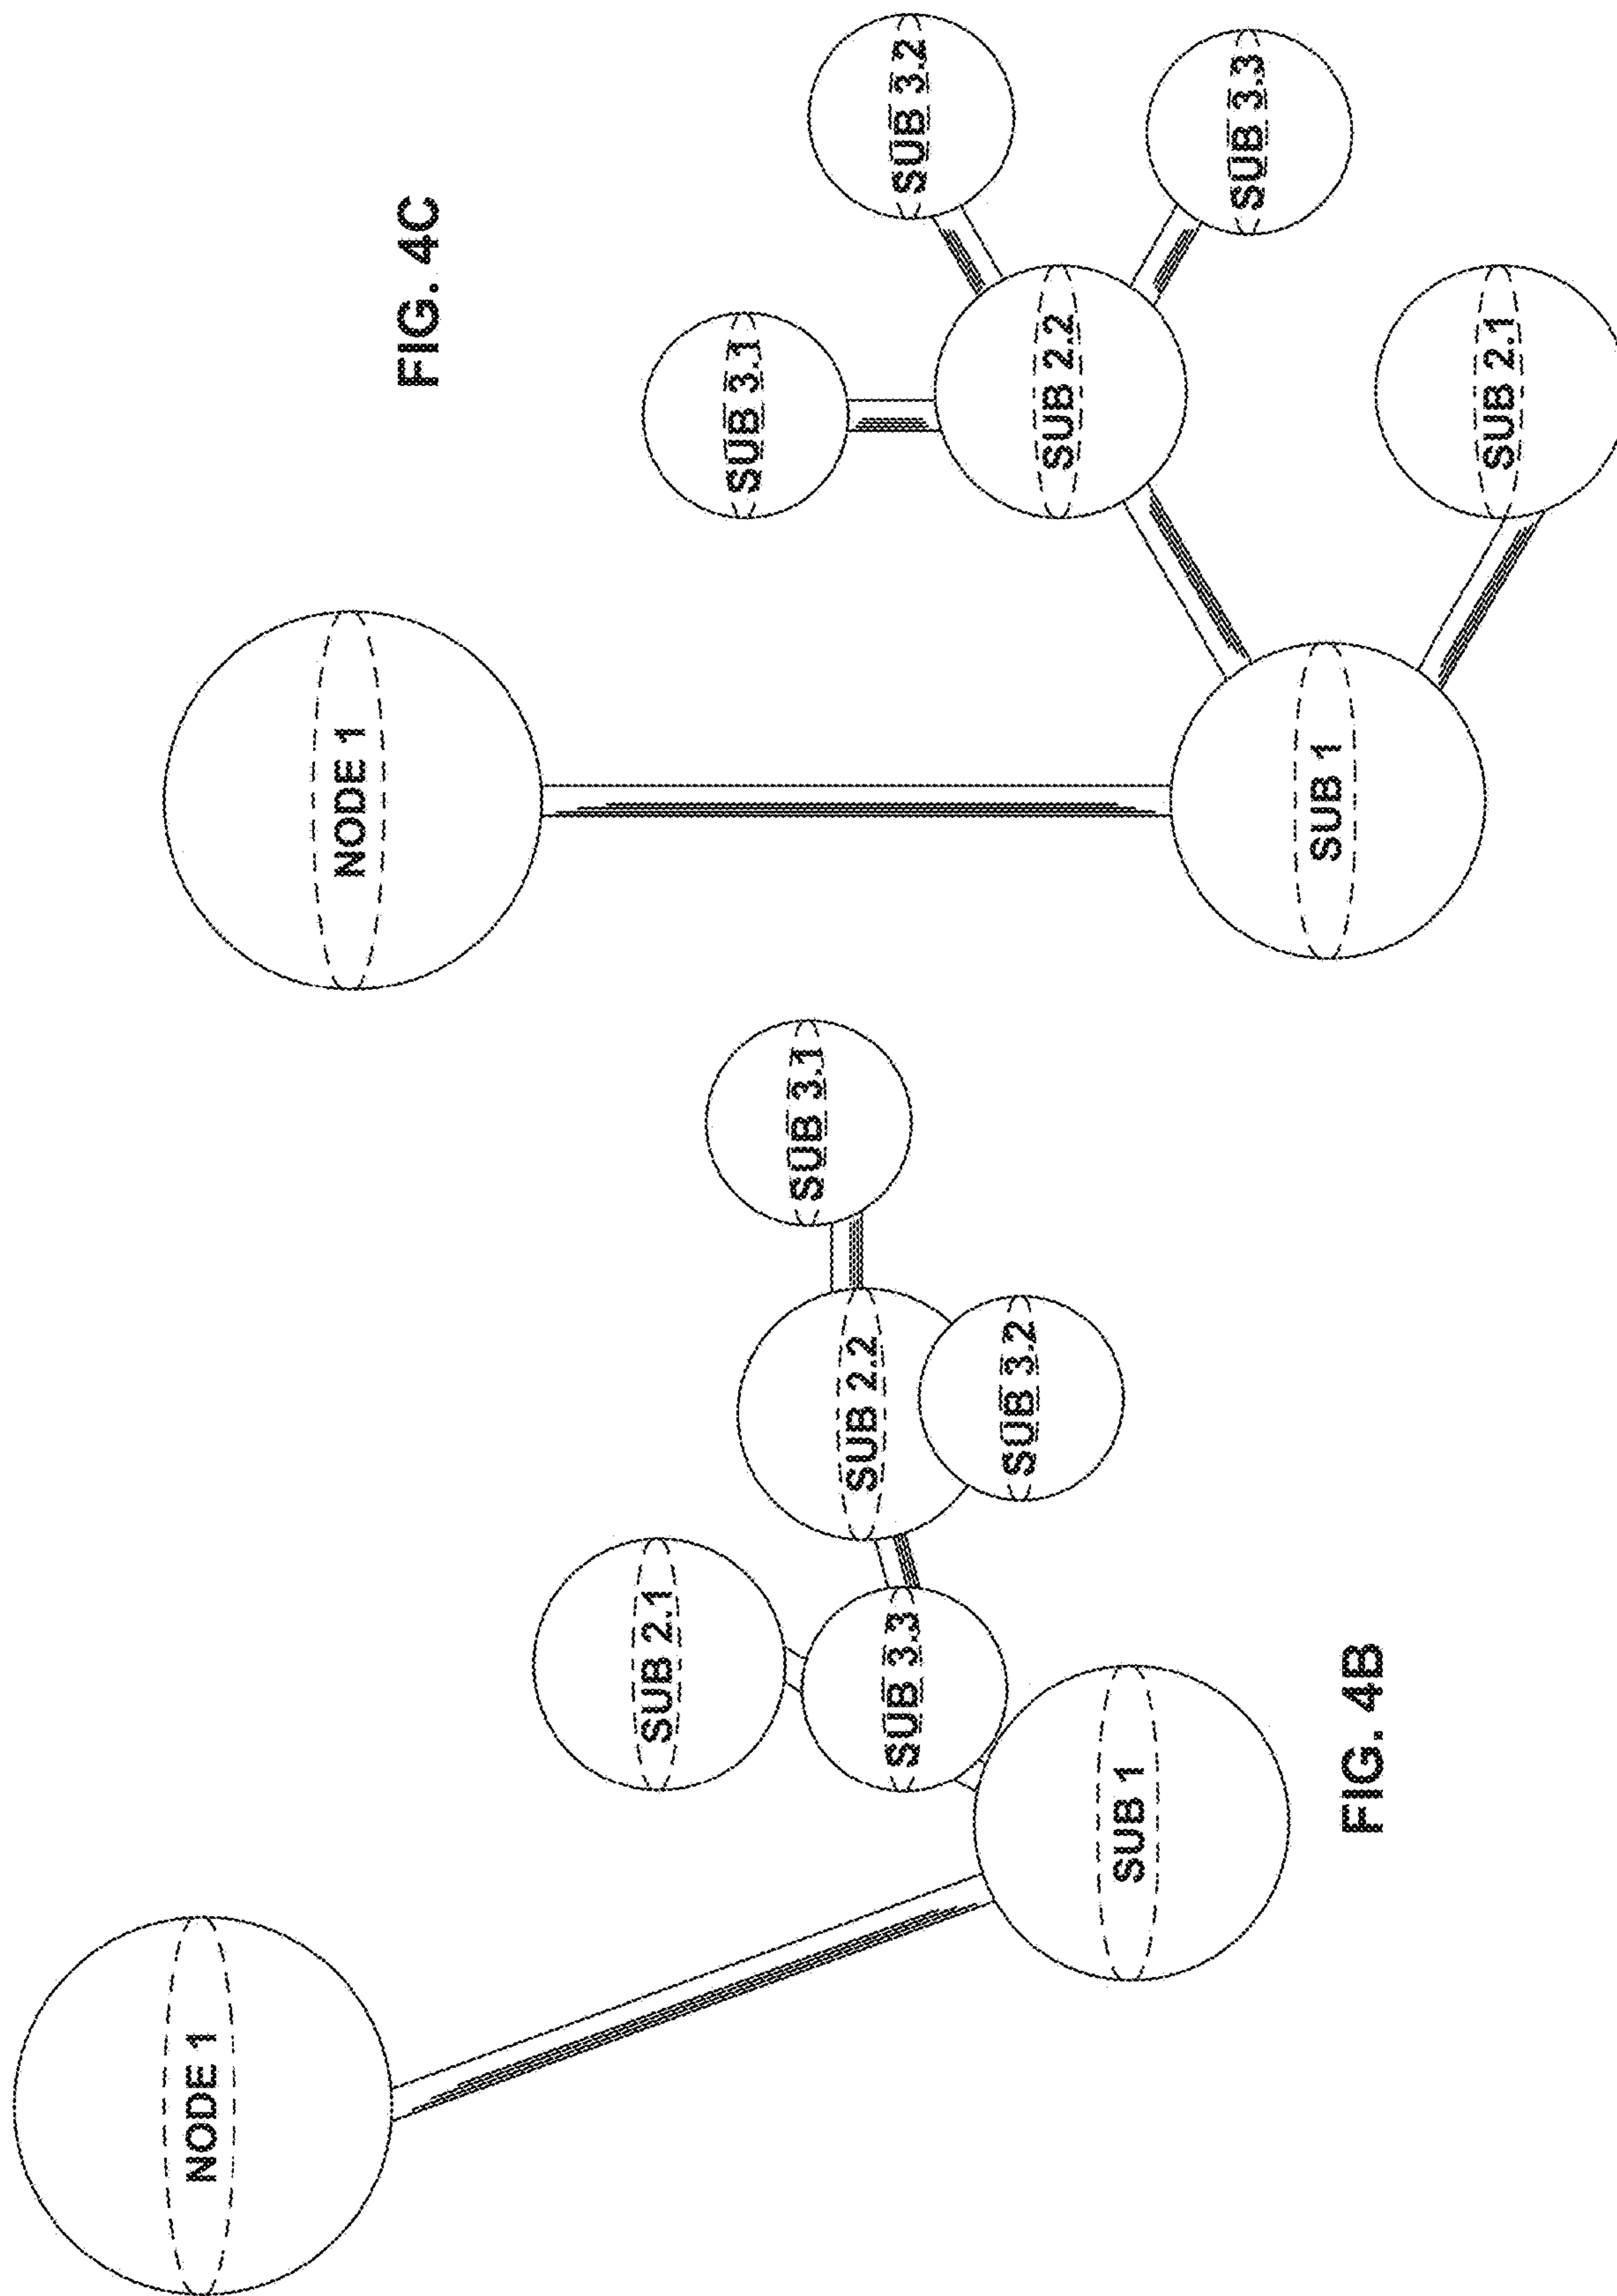 FIG. 4C
NODE 1
SUB 3.1
SUB 3.2
SUB 2.2
SUB 3.3
SUB 1
SUB 2.1
NODE 1
SUB 2.1
SUB 3.1
SUB 2.2
SUB 3.3
SUB 3.2
SUB 1
FIG. 4B